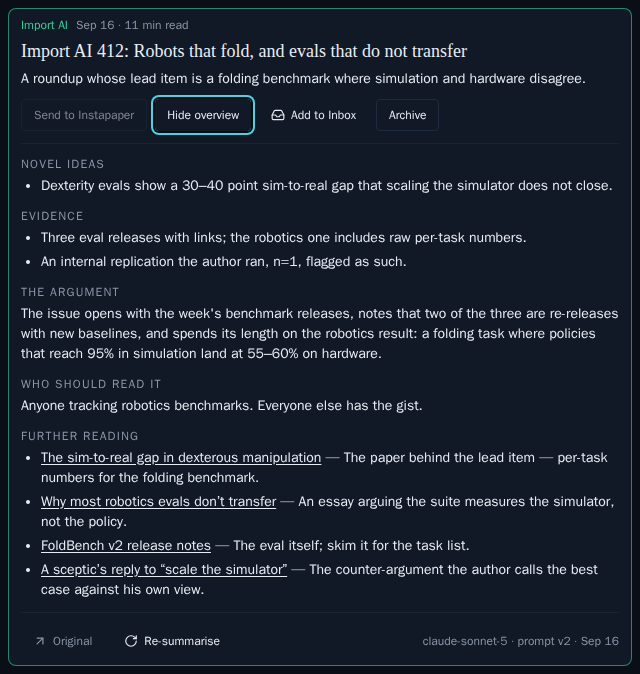 Import AI Sep 16 · 11 min read
Import AI 412: Robots that fold, and evals that do not transfer
A roundup whose lead item is a folding benchmark where simulation and hardware disagree.
Send to Instapaper Hide overview Add to Inbox Archive
NOVEL IDEAS
• Dexterity evals show a 30–40 point sim-to-real gap that scaling the simulator does not close.
EVIDENCE
• Three eval releases with links; the robotics one includes raw per-task numbers.
• An internal replication the author ran, n=1, flagged as such.
THE ARGUMENT
The issue opens with the week's benchmark releases, notes that two of the three are re-releases
with new baselines, and spends its length on the robotics result: a folding task where policies
that reach 95% in simulation land at 55–60% on hardware.
WHO SHOULD READ IT
Anyone tracking robotics benchmarks. Everyone else has the gist.
FURTHER READING
• The sim-to-real gap in dexterous manipulation — The paper behind the lead item — per-task
numbers for the folding benchmark.
• Why most robotics evals don’t transfer — An essay arguing the suite measures the simulator,
not the policy.
• FoldBench v2 release notes — The eval itself; skim it for the task list.
• A sceptic’s reply to “scale the simulator” — The counter-argument the author calls the best
case against his own view.
Original Re-summarise claude-sonnet-5 · prompt v2 · Sep 16